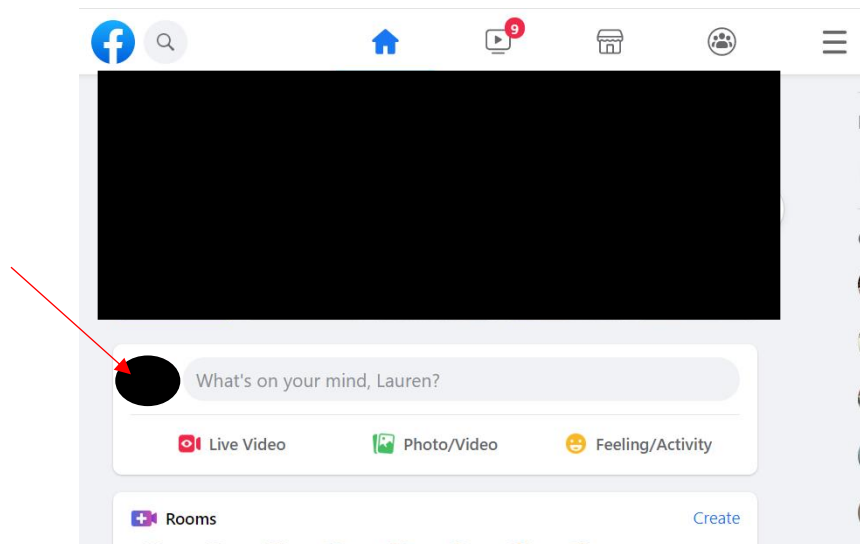 9
What's on your mind, Lauren?
Live Video
Photo/Video
Feeling/Activity
Rooms
Create